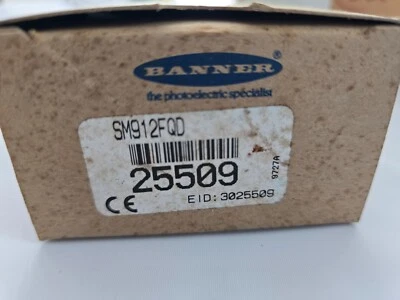 BANNER
the photoelectric specialist
SM912FQD
25509
9727A
CE
EID:3025509